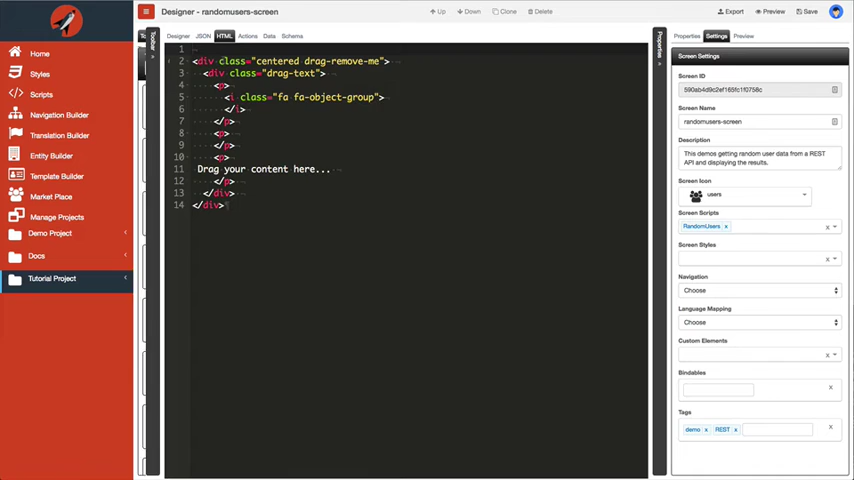 Designer - randomusers-screen
Up Down Clone Delete
Export Preview Save
Home
Styles
Scripts
Navigation Builder
Translation Builder
Entity Builder
Template Builder
Market Place
Manage Projects
Demo Project
Docs
Tutorial Project
Toolbar
Designer JSON HTML Actions Data Schema
1
2 <div class="centered drag-remove-me">
3 <div class="drag-text">
4 <p>
5 <i class="fa fa-object-group">
6 </i>
7 </p>
8 <p>
9 </p>
10 <p>
11 Drag your content here...
12 </p>
13 </div>
14 </div>
Properties
Properties Settings Preview
Screen Settings
Screen ID
590ab4d9c2ef165fc1f0758c
Screen Name
randomusers-screen
Description
This demos getting random user data from a REST
API and displaying the results.
Screen Icon
users
Screen Scripts
RandomUsers x
x
Screen Styles
x
Navigation
Choose
Language Mapping
Choose
Custom Elements
x
Bindables
x
Tags
demo x REST x
x